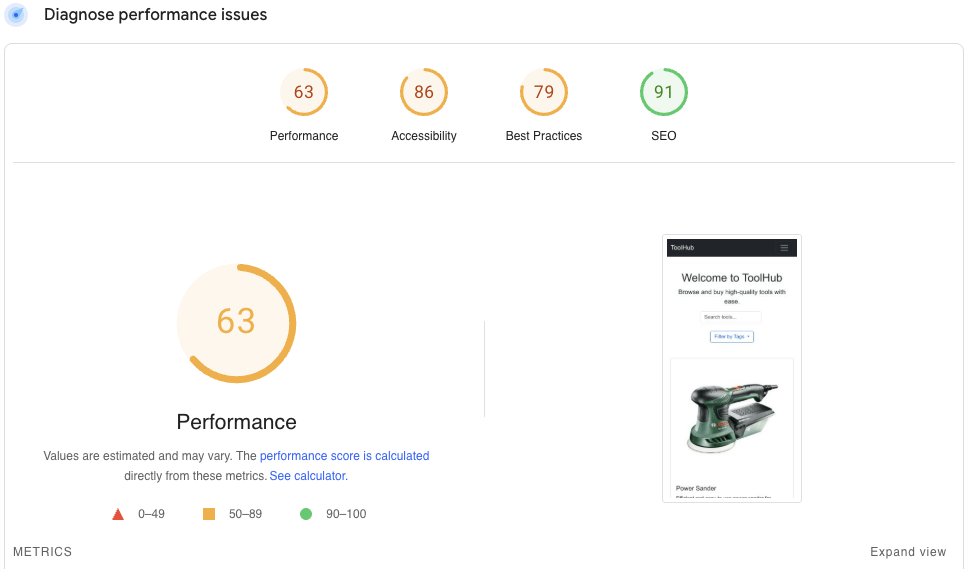 Diagnose performance issues
63
86
79
91
Performance
Accessibility
Best Practices
SEO
ToolHub
Welcome to ToolHub
Browse and buy high-quality tools with
ease.
Search tools...
Filter by Tags
63
Performance
Values are estimated and may vary. The performance score is calculated
directly from these metrics. See calculator.
Power Sander
0–49
50–89
90–100
METRICS
Expand view